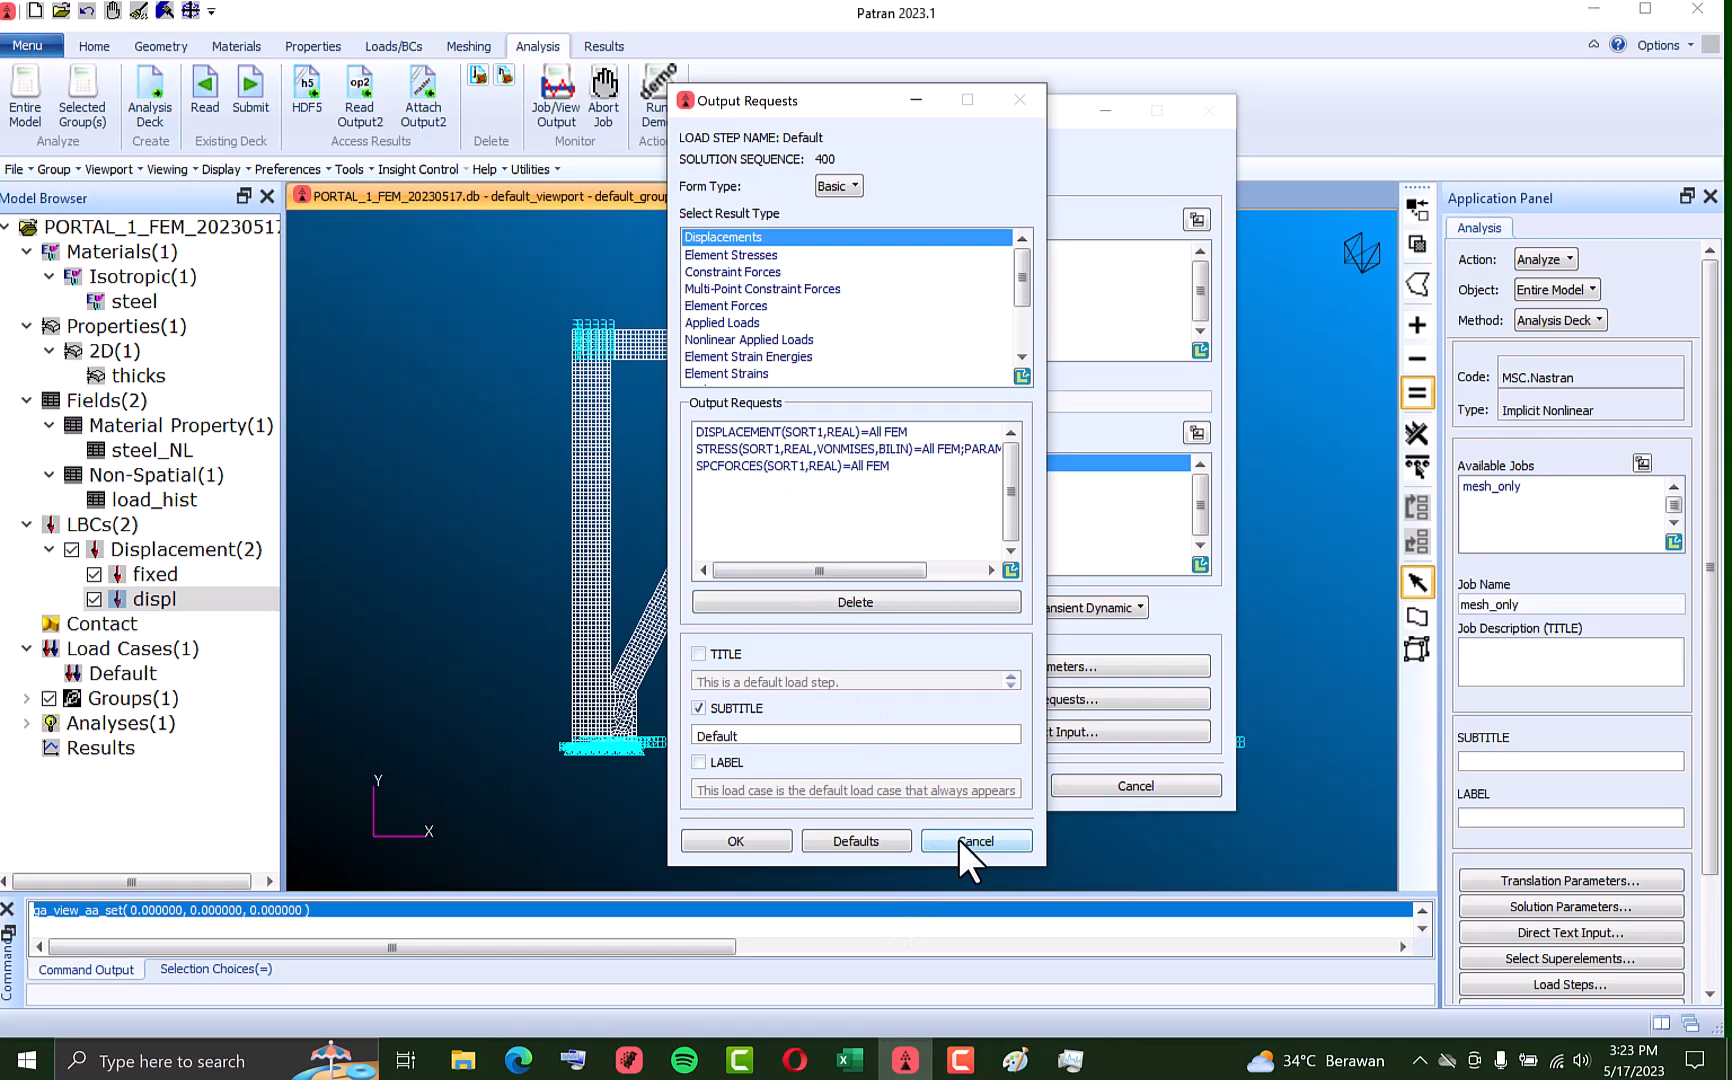 Patran 2023.1
Menu
Home
Geometry
Materials
Properties
Loads/BCs
Meshing
Analysis
Results
Options
Entire
Model
Selected
Group(s)
Analysis
Deck
Read
Submit
HDF5
Read
Output2
Attach
Output2
Job/View
Output
Abort
Job
Run
Demo
Analyze
Create
Existing Deck
Access Results
Delete
Monitor
File
Group
Viewport
Viewing
Display
Preferences
Tools
Insight Control
Help
Utilities
Model Browser
PORTAL_1_FEM_20230517
Materials(1)
Isotropic(1)
steel
Properties(1)
2D(1)
thicks
Fields(2)
Material Property(1)
steel_NL
Non-Spatial(1)
load_hist
LBCs(2)
Displacement(2)
fixed
displ
Contact
Load Cases(1)
Default
Groups(1)
Analyses(1)
Results
PORTAL_1_FEM_20230517.db - default_viewport - default_group
Y
X
Output Requests
LOAD STEP NAME: Default
SOLUTION SEQUENCE: 400
Form Type:
Basic
Select Result Type
Displacements
Element Stresses
Constraint Forces
Multi-Point Constraint Forces
Element Forces
Applied Loads
Nonlinear Applied Loads
Element Strain Energies
Element Strains
Output Requests
DISPLACEMENT(SORT1,REAL)=All FEM
STRESS(SORT1,REAL,VONMISES,BILIN)=All FEM;PARAM
SPCFORCES(SORT1,REAL)=All FEM
Delete
TITLE
This is a default load step.
SUBTITLE
Default
LABEL
This load case is the default load case that always appears
OK
Defaults
Cancel
ansient Dynamic
meters...
equests...
t Input...
Cancel
Application Panel
Analysis
Action:
Analyze
Object:
Entire Model
Method:
Analysis Deck
Code:
MSC.Nastran
Type:
Implicit Nonlinear
Available Jobs
mesh_only
Job Name
mesh_only
Job Description (TITLE)
SUBTITLE
LABEL
Translation Parameters...
Solution Parameters...
Direct Text Input...
Select Superelements...
Load Steps...
ga_view_aa_set( 0.000000, 0.000000, 0.000000 )
Command Output
Selection Choices(=)
Command
Type here to search
34°C Berawan
3:23 PM
5/17/2023